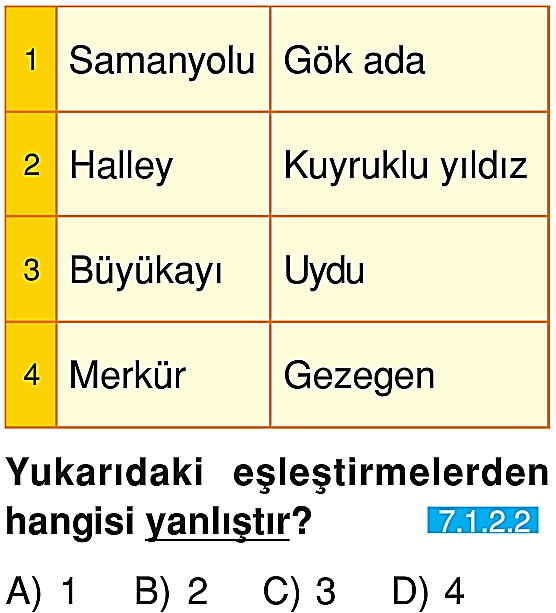 1 Samanyolu Gök ada
2 Halley Kuyruklu yıldız
3 Büyükayı Uydu
4 Merkür Gezegen
Yukarıdaki eşleştirmelerden
hangisi yanlıştır? 7.1.2.2
A) 1 B) 2 C) 3 D) 4